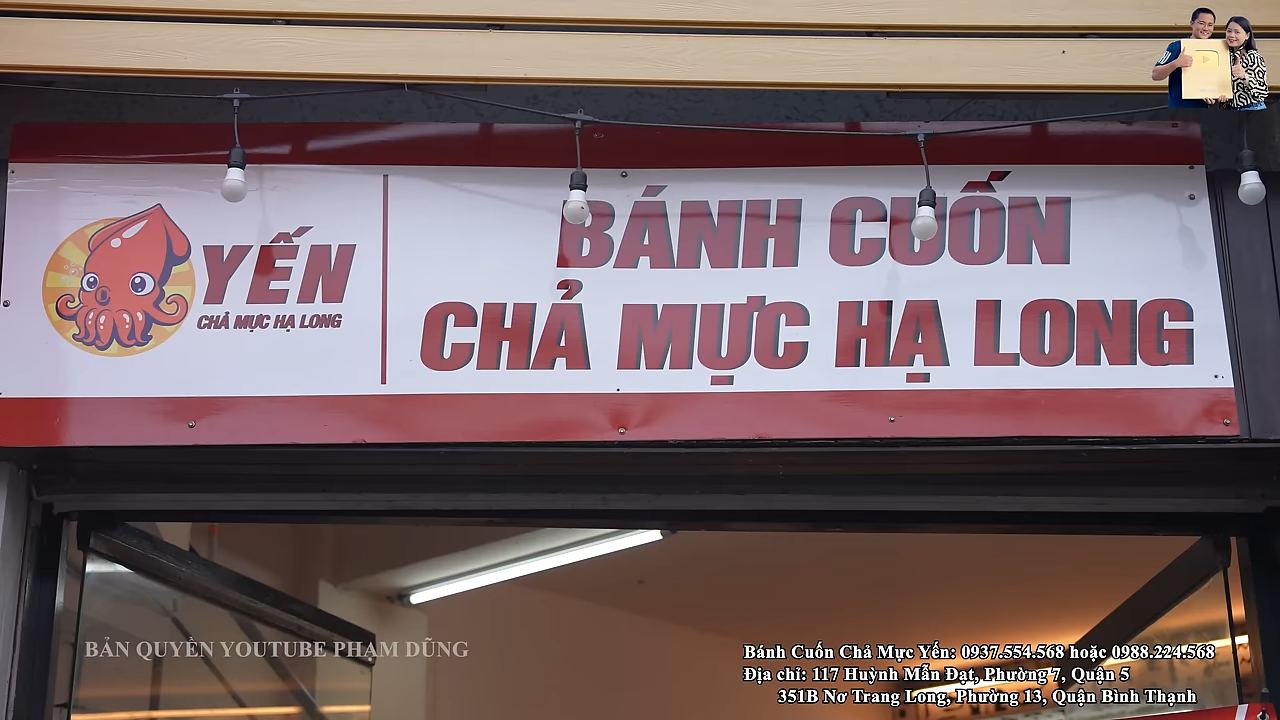 YẾN
CHẢ MỰC HẠ LONG
BÁNH CUỐN
CHẢ MỰC HẠ LONG
BẢN QUYỀN YOUTUBE PHẠM DŨNG
Bánh Cuốn Chả Mực Yến: 0937.554.568 hoặc 0988.224.568
Địa chỉ: 117 Huỳnh Mẫn Đạt, Phường 7, Quận 5
351B Nơ Trang Long, Phường 13, Quận Bình Thạnh